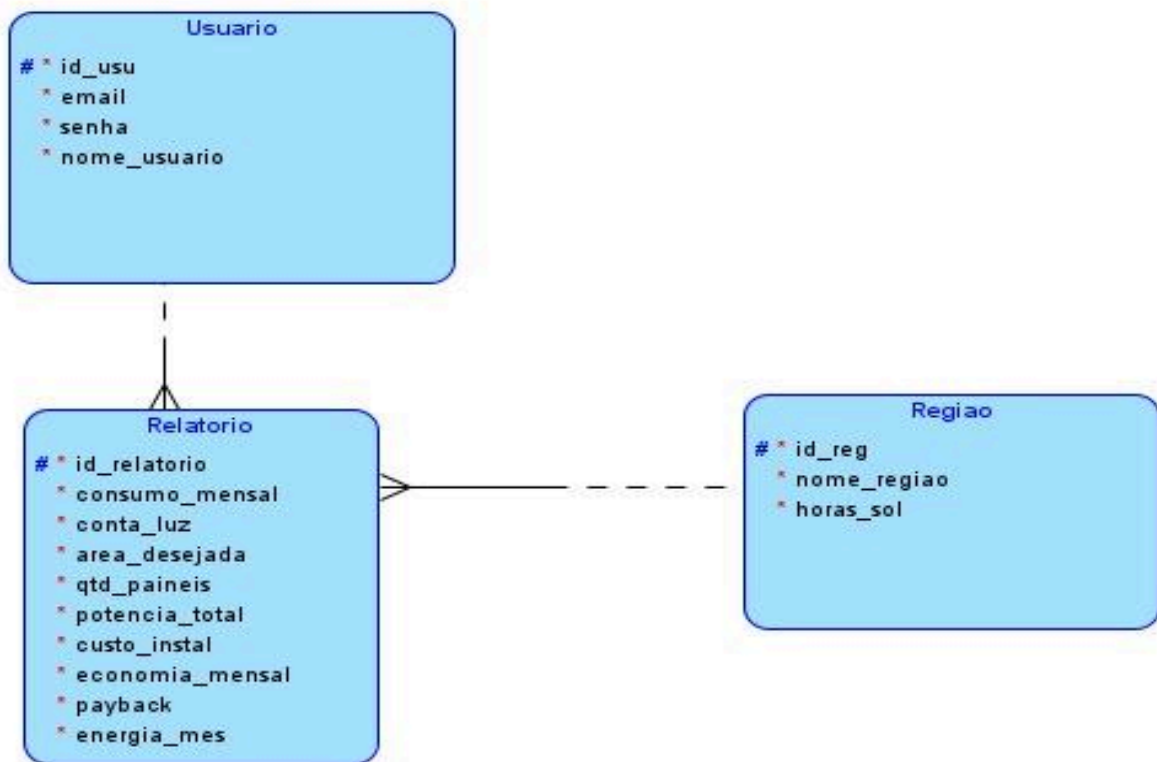 Usuario
# * id_usu
* email
* senha
* nome_usuario
Relatorio
# * id_relatorio
* consumo_mensal
* conta_luz
* area_desejada
* qtd_paineis
* potencia_total
* custo_instal
* economia_mensal
* payback
* energia_mes
Regiao
# * id_reg
* nome_regiao
* horas_sol